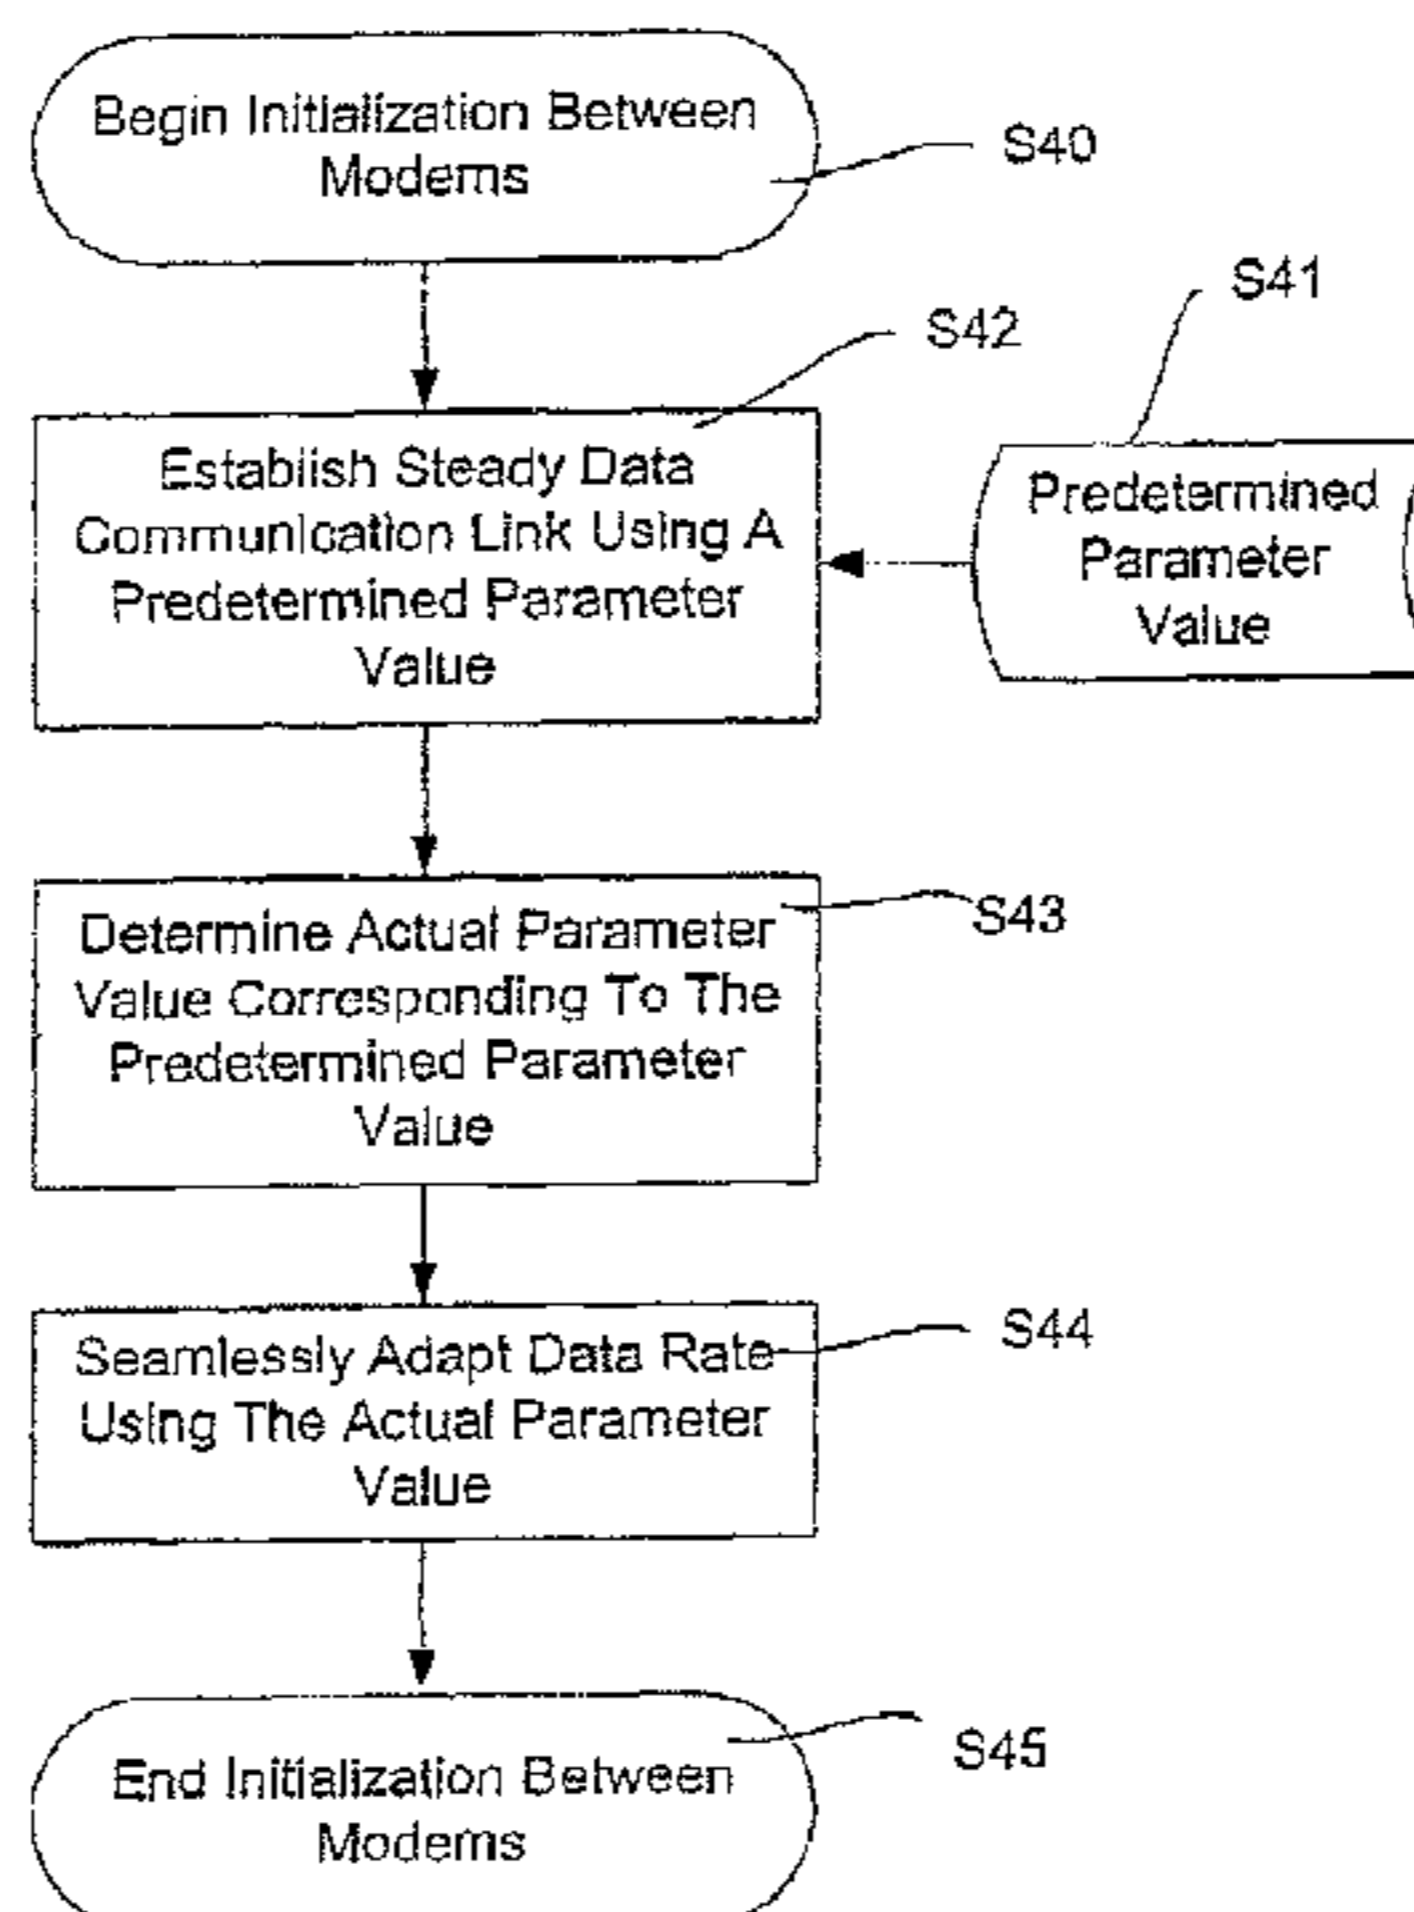 Begin Initialization Between
Modems
S40
S41
S42
Establish Steady Data
Communication Link Using A
Predetermined Parameter
Value
Predetermined
Parameter
Value
Determine Actual Parameter
Value Corresponding To The
Predetermined Parameter
Value
S43
Seamlessly Adapt Data Rate
Using The Actual Parameter
Value
S44
End Initialization Between
Modems
S45